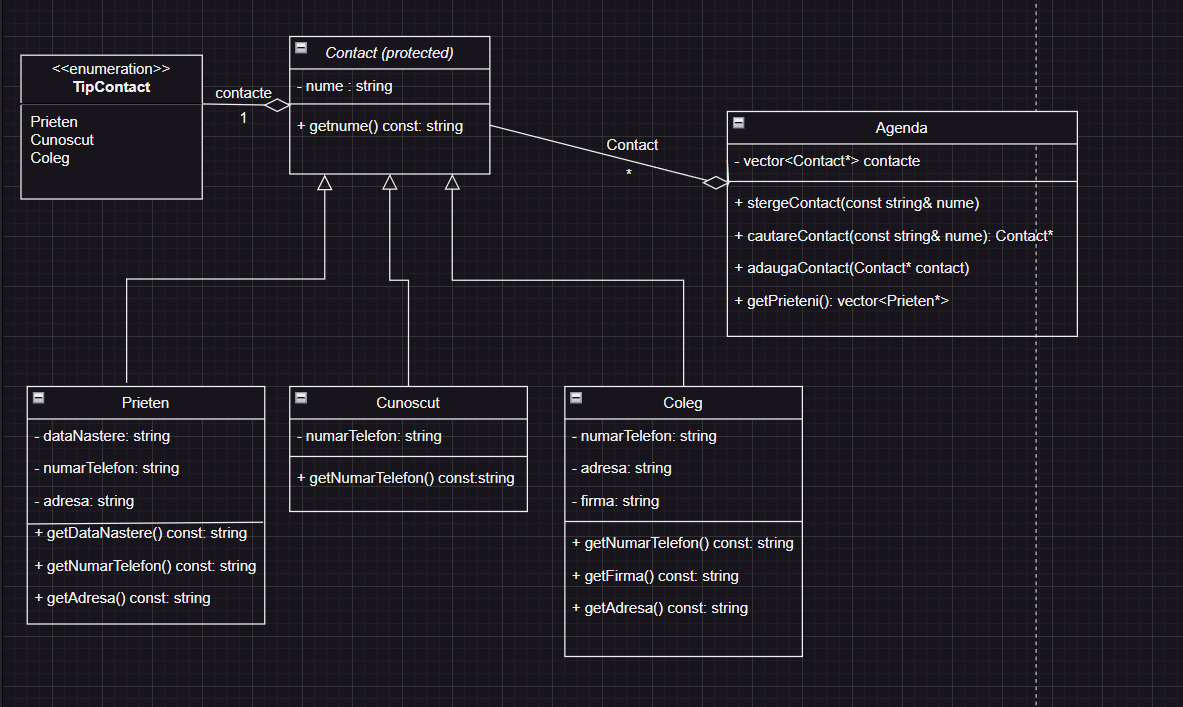 <<enumeration>>
TipContact
Prieten
Cunoscut
Coleg
contacte
1
Contact (protected)
- nume : string
+ getnume() const: string
Contact
*
Agenda
- vector<Contact*> contacte
+ stergeContact(const string& nume)
+ cautareContact(const string& nume): Contact*
+ adaugaContact(Contact* contact)
+ getPrieteni(): vector<Prieten*>
Prieten
- dataNastere: string
- numarTelefon: string
- adresa: string
+ getDataNastere() const: string
+ getNumarTelefon() const: string
+ getAdresa() const: string
Cunoscut
- numarTelefon: string
+ getNumarTelefon() const:string
Coleg
- numarTelefon: string
- adresa: string
- firma: string
+ getNumarTelefon() const: string
+ getFirma() const: string
+ getAdresa() const: string